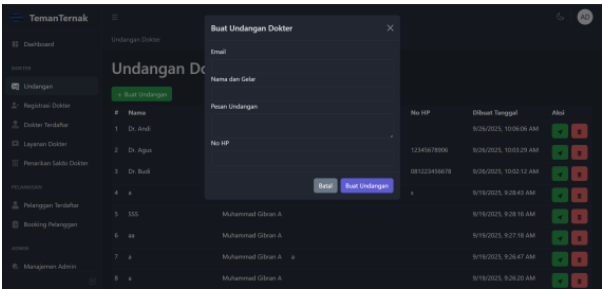 TemanTernak
AD
Buat Undangan Dokter
Dashboard
Undangan Dokter
Email
DOKTER
Undangan Do
Nama dan Gelar
Undangan
+ Buat Undangan
Pesan Undangan
Registrasi Dokter
# Nama No HP Dibuat Tanggal Aksi
Dokter Terdaftar
1 Dr. Andi 9/26/2025, 10:06:06 AM
No HP
Layanan Dokter
2 Dr. Agus 12345678906 9/26/2025, 10:03:29 AM
Penarikan Saldo Dokter
3 Dr. Budi 081223456678 9/26/2025, 10:02:12 AM
Batal Buat Undangan
PELANGGAN
4 a x 9/19/2025, 9:28:43 AM
Pelanggan Terdaftar
5 SSS Muhammad Gibran A 9/19/2025, 9:28:16 AM
Booking Pelanggan
6 aa Muhammad Gibran A 9/19/2025, 9:27:18 AM
ADMIN
7 a Muhammad Gibran A a 9/19/2025, 9:26:47 AM
Manajemen Admin
8 a Muhammad Gibran A 9/19/2025, 9:26:20 AM